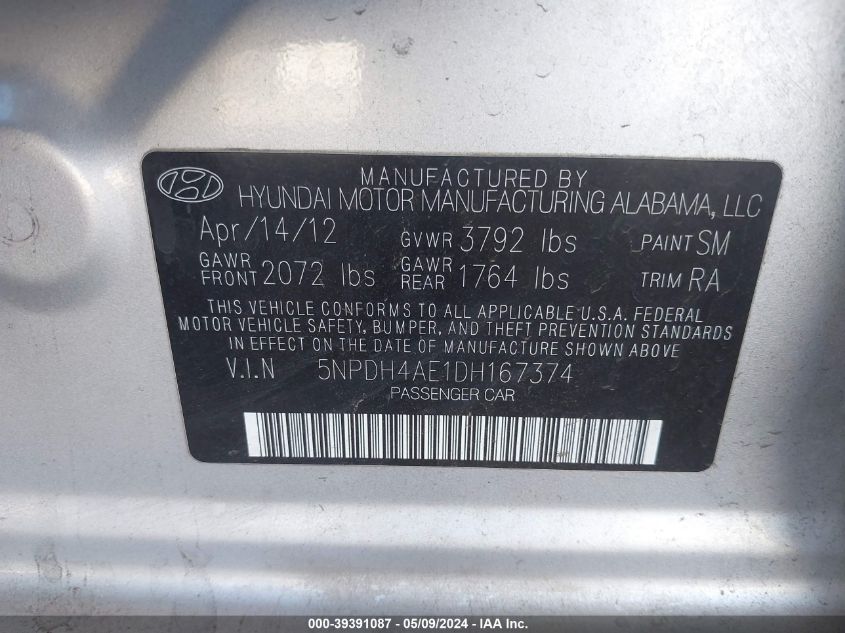 MANUFACTURED BY
HYUNDAI MOTOR MANUFACTURING ALABAMA, LLC
Apr/14/12 GVWR 3792 lbs PAINT SM
GAWR FRONT 2072 lbs GAWR REAR 1764 lbs TRIM RA
THIS VEHICLE CONFORMS TO ALL APPLICABLE U.S.A. FEDERAL
MOTOR VEHICLE SAFETY, BUMPER, AND THEFT PREVENTION STANDARDS
IN EFFECT ON THE DATE OF MANUFACTURE SHOWN ABOVE
V.I.N 5NPDH4AE1DH167374
PASSENGER CAR
000-39391087 - 05/09/2024 - IAA Inc.